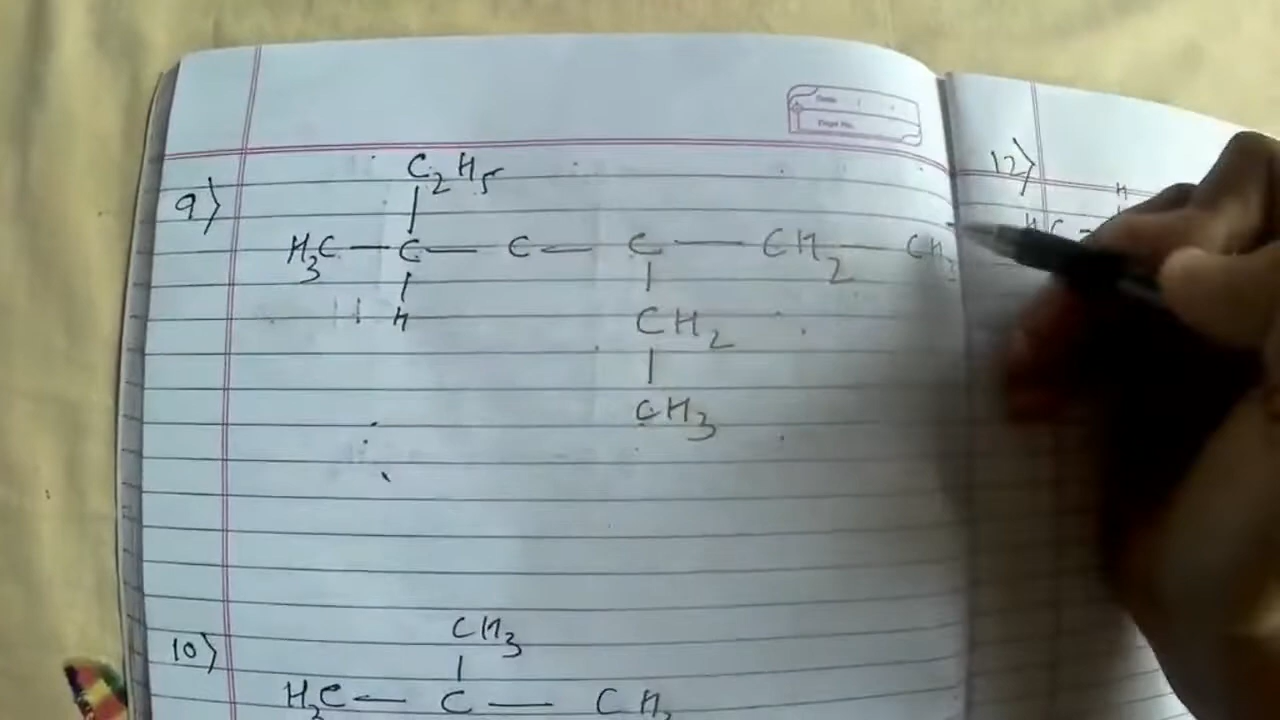 9)
C2H5
H3C — C — C — C — CH2 — CH3
H
CH2
CH3
10)
CH3
H3C — C — CH3
12)
H